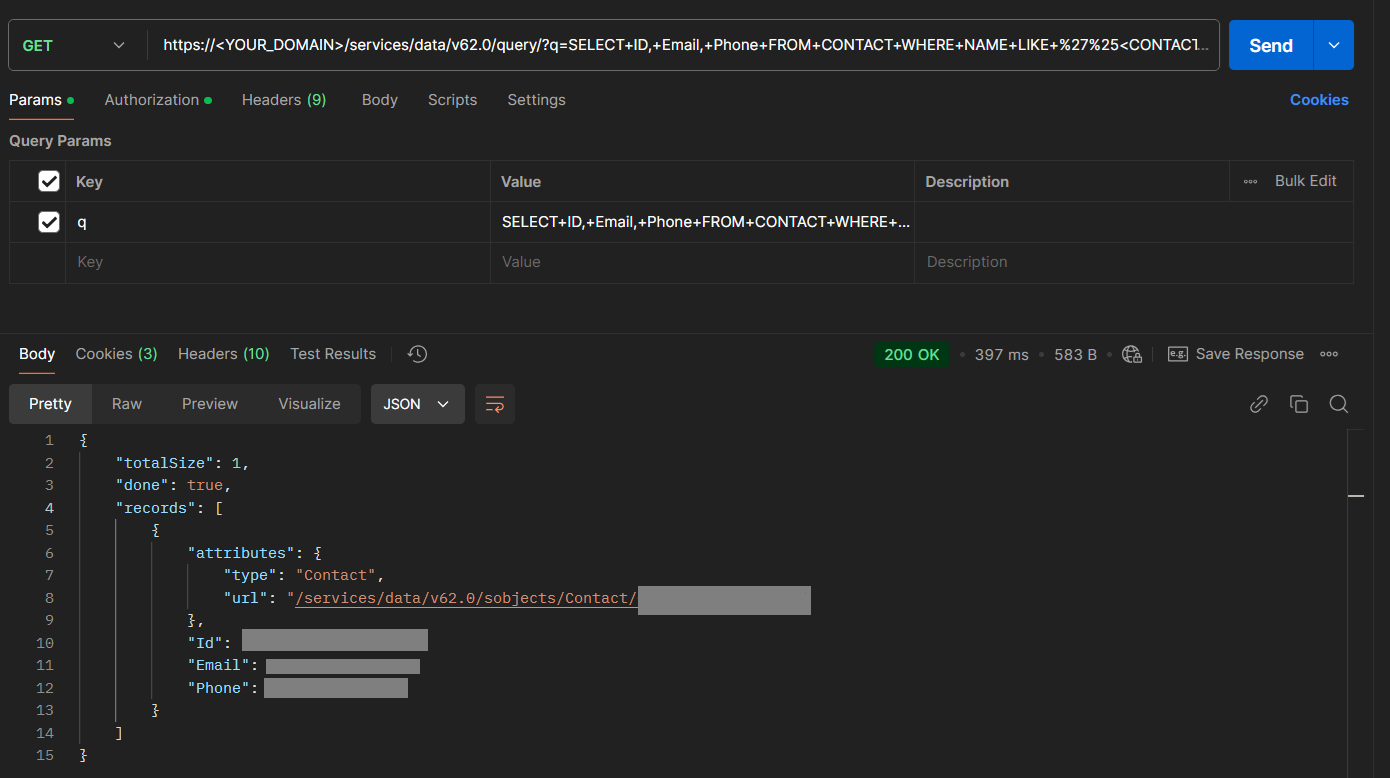 GET https://<YOUR_DOMAIN>/services/data/v62.0/query/?q=SELECT+ID,+Email,+Phone+FROM+CONTACT+WHERE+NAME+LIKE+%27%25<CONTACT... Send
Params Authorization Headers (9) Body Scripts Settings Cookies
Query Params
Key Value Description Bulk Edit
q SELECT+ID,+Email,+Phone+FROM+CONTACT+WHERE+...
Key Value Description
Body Cookies (3) Headers (10) Test Results 200 OK 397 ms 583 B e.g. Save Response
Pretty Raw Preview Visualize JSON
1 {
2 "totalSize": 1,
3 "done": true,
4 "records": [
5 {
6 "attributes": {
7 "type": "Contact",
8 "url": "/services/data/v62.0/sobjects/Contact/
9 },
10 "Id":
11 "Email":
12 "Phone":
13 }
14 ]
15 }